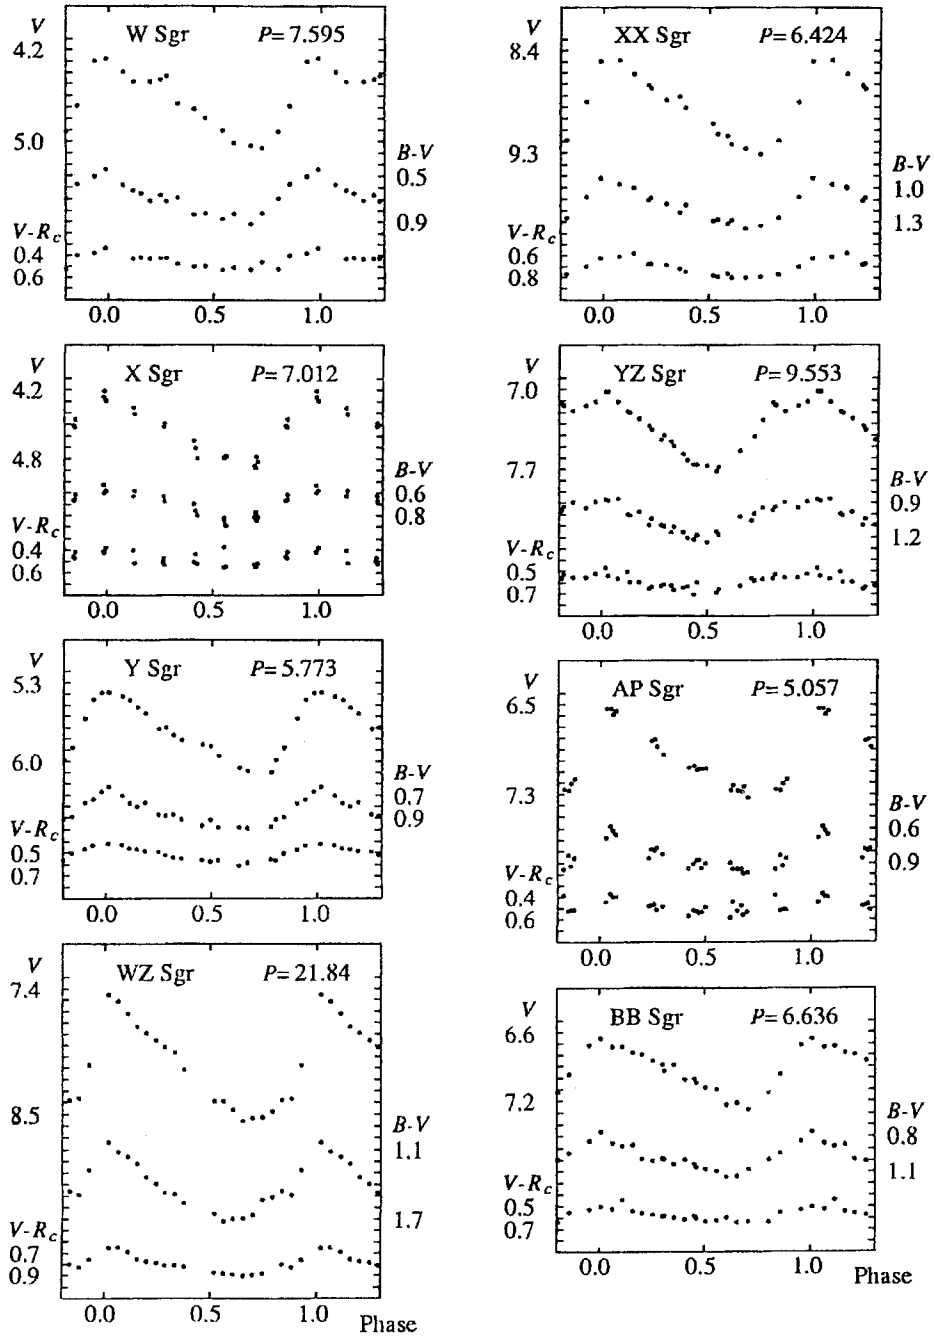 V
W Sgr P=7.595
4.2
5.0
B-V
0.5
0.9
V-Rc
0.4
0.6
0.0 0.5 1.0
V
X Sgr P=7.012
4.2
4.8
B-V
0.6
0.8
V-Rc
0.4
0.6
0.0 0.5 1.0
V
Y Sgr P=5.773
5.3
6.0
B-V
0.7
0.9
V-Rc
0.5
0.7
0.0 0.5 1.0
V
WZ Sgr P=21.84
7.4
8.5
B-V
1.1
1.7
V-Rc
0.7
0.9
0.0 0.5 1.0
Phase
V
XX Sgr P=6.424
8.4
9.3
B-V
1.0
1.3
V-Rc
0.6
0.8
0.0 0.5 1.0
V
YZ Sgr P=9.553
7.0
7.7
B-V
0.9
1.2
V-Rc
0.5
0.7
0.0 0.5 1.0
V
AP Sgr P=5.057
6.5
7.3
B-V
0.6
0.9
V-Rc
0.4
0.6
0.0 0.5 1.0
V
BB Sgr P=6.636
6.6
7.2
B-V
0.8
1.1
V-Rc
0.5
0.7
0.0 0.5 1.0
Phase